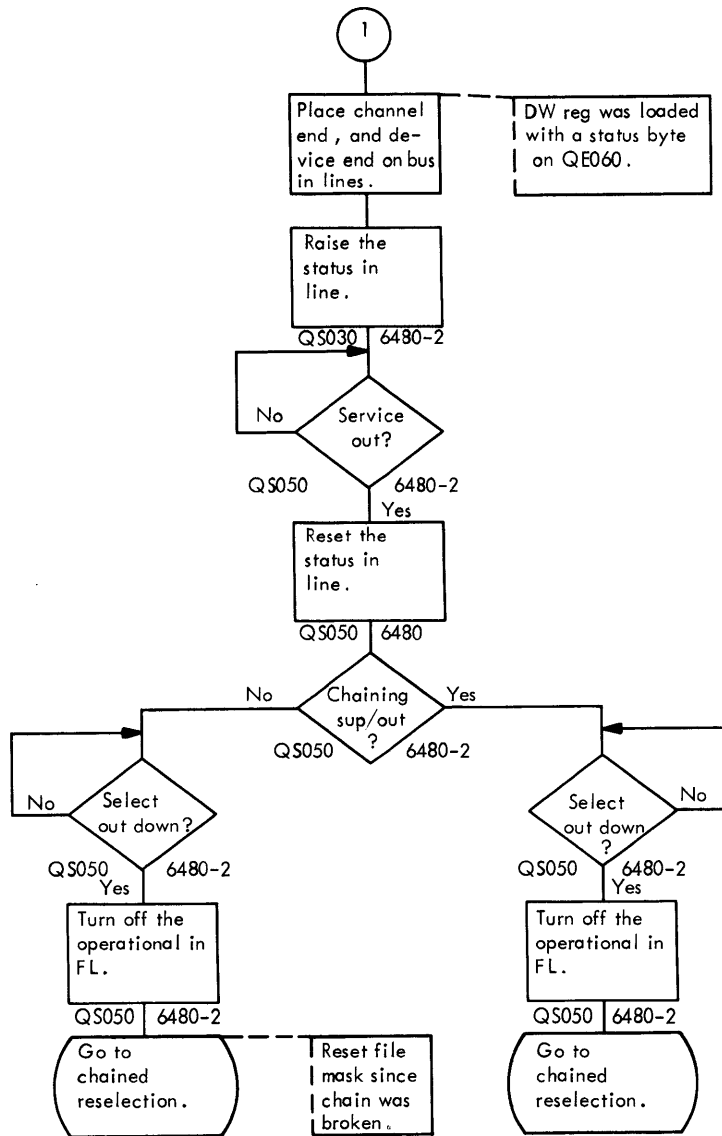 1
Place channel
end, and de-
vice end on bus
in lines.
DW reg was loaded
with a status byte
on QE060.
Raise the
status in
line.
QS030 6480-2
No
Service
out?
QS050 6480-2
Yes
Reset the
status in
line.
QS050 6480
No
Chaining
sup/out
?
Yes
QS050 6480-2
No
Select
out down?
QS050 6480-2
Yes
Turn off the
operational in
FL.
QS050 6480-2
Go to
chained
reselection.
Reset file
mask since
chain was
broken.
Select
out down
?
No
QS050 6480-2
Yes
Turn off the
operational in
FL.
QS050 6480-2
Go to
chained
reselection.